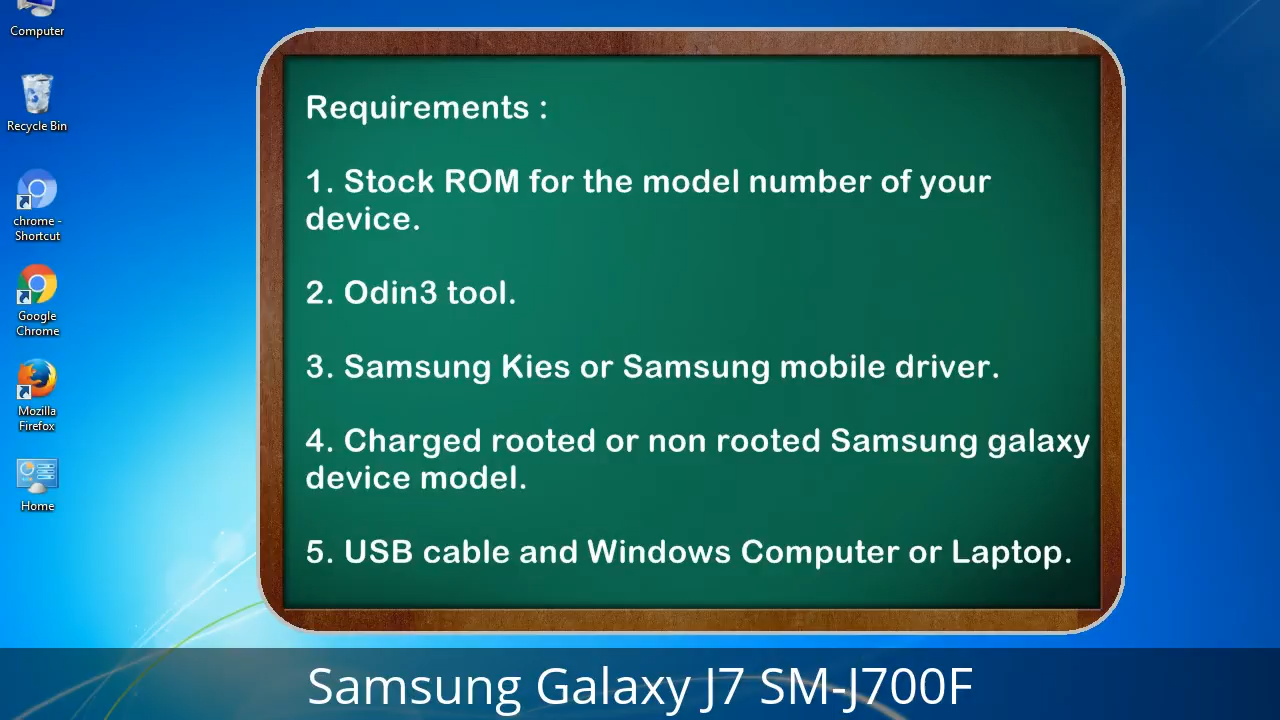 Computer
Recycle Bin
chrome -
Shortcut
Google
Chrome
Mozilla
Firefox
Home
Requirements :
1. Stock ROM for the model number of your
device.
2. Odin3 tool.
3. Samsung Kies or Samsung mobile driver.
4. Charged rooted or non rooted Samsung galaxy
device model.
5. USB cable and Windows Computer or Laptop.
Samsung Galaxy J7 SM-J700F